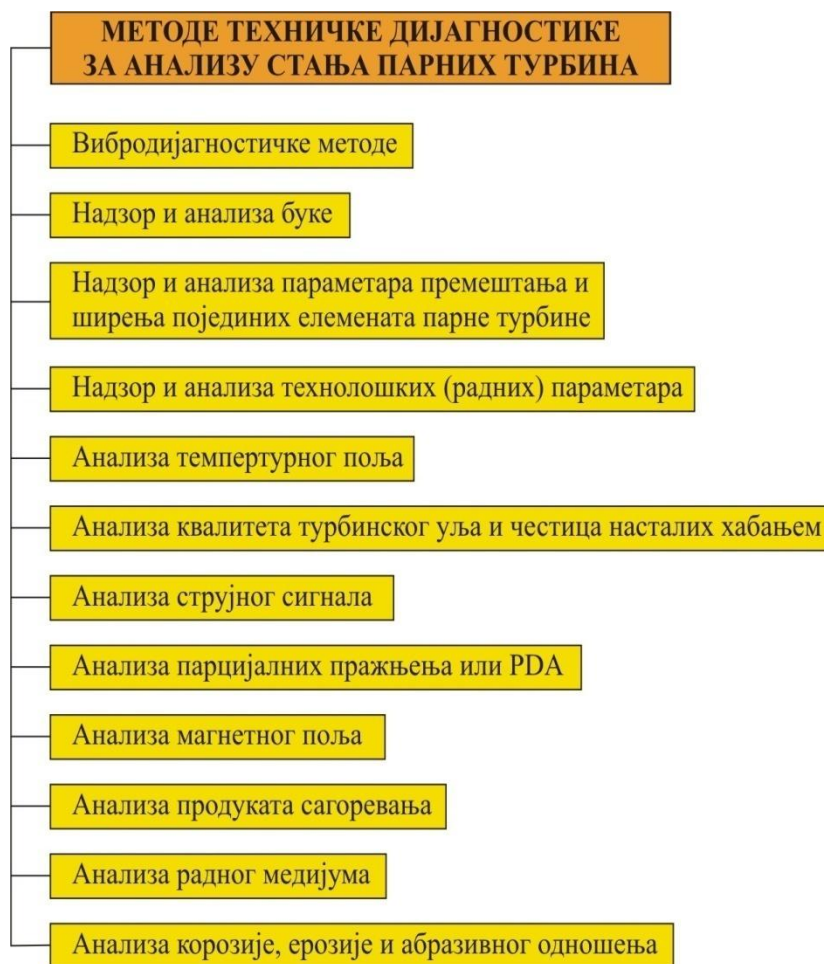 МЕТОДЕ ТЕХНИЧКЕ ДИЈАГНОСТИКЕ
ЗА АНАЛИЗУ СТАЊА ПАРНИХ ТУРБИНА
Вибродијагностичке методе
Надзор и анализа буке
Надзор и анализа параметара премештања и
ширења појединих елемената парне турбине
Надзор и анализа технолошких (радних) параметара
Анализа темпертурног поља
Анализа квалитета турбинског уља и честица насталих хабањем
Анализа струјног сигнала
Анализа парцијалних пражњења или PDA
Анализа магнетног поља
Анализа продуката сагоревања
Анализа радног медијума
Анализа корозије, ерозије и абразивног одношења